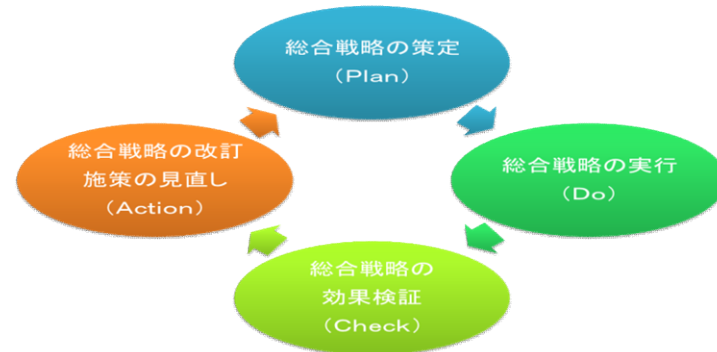 総合戦略の策定
（Plan）
総合戦略の実行
（Do）
総合戦略の
効果検証
（Check）
総合戦略の改訂
施策の見直し
（Action）